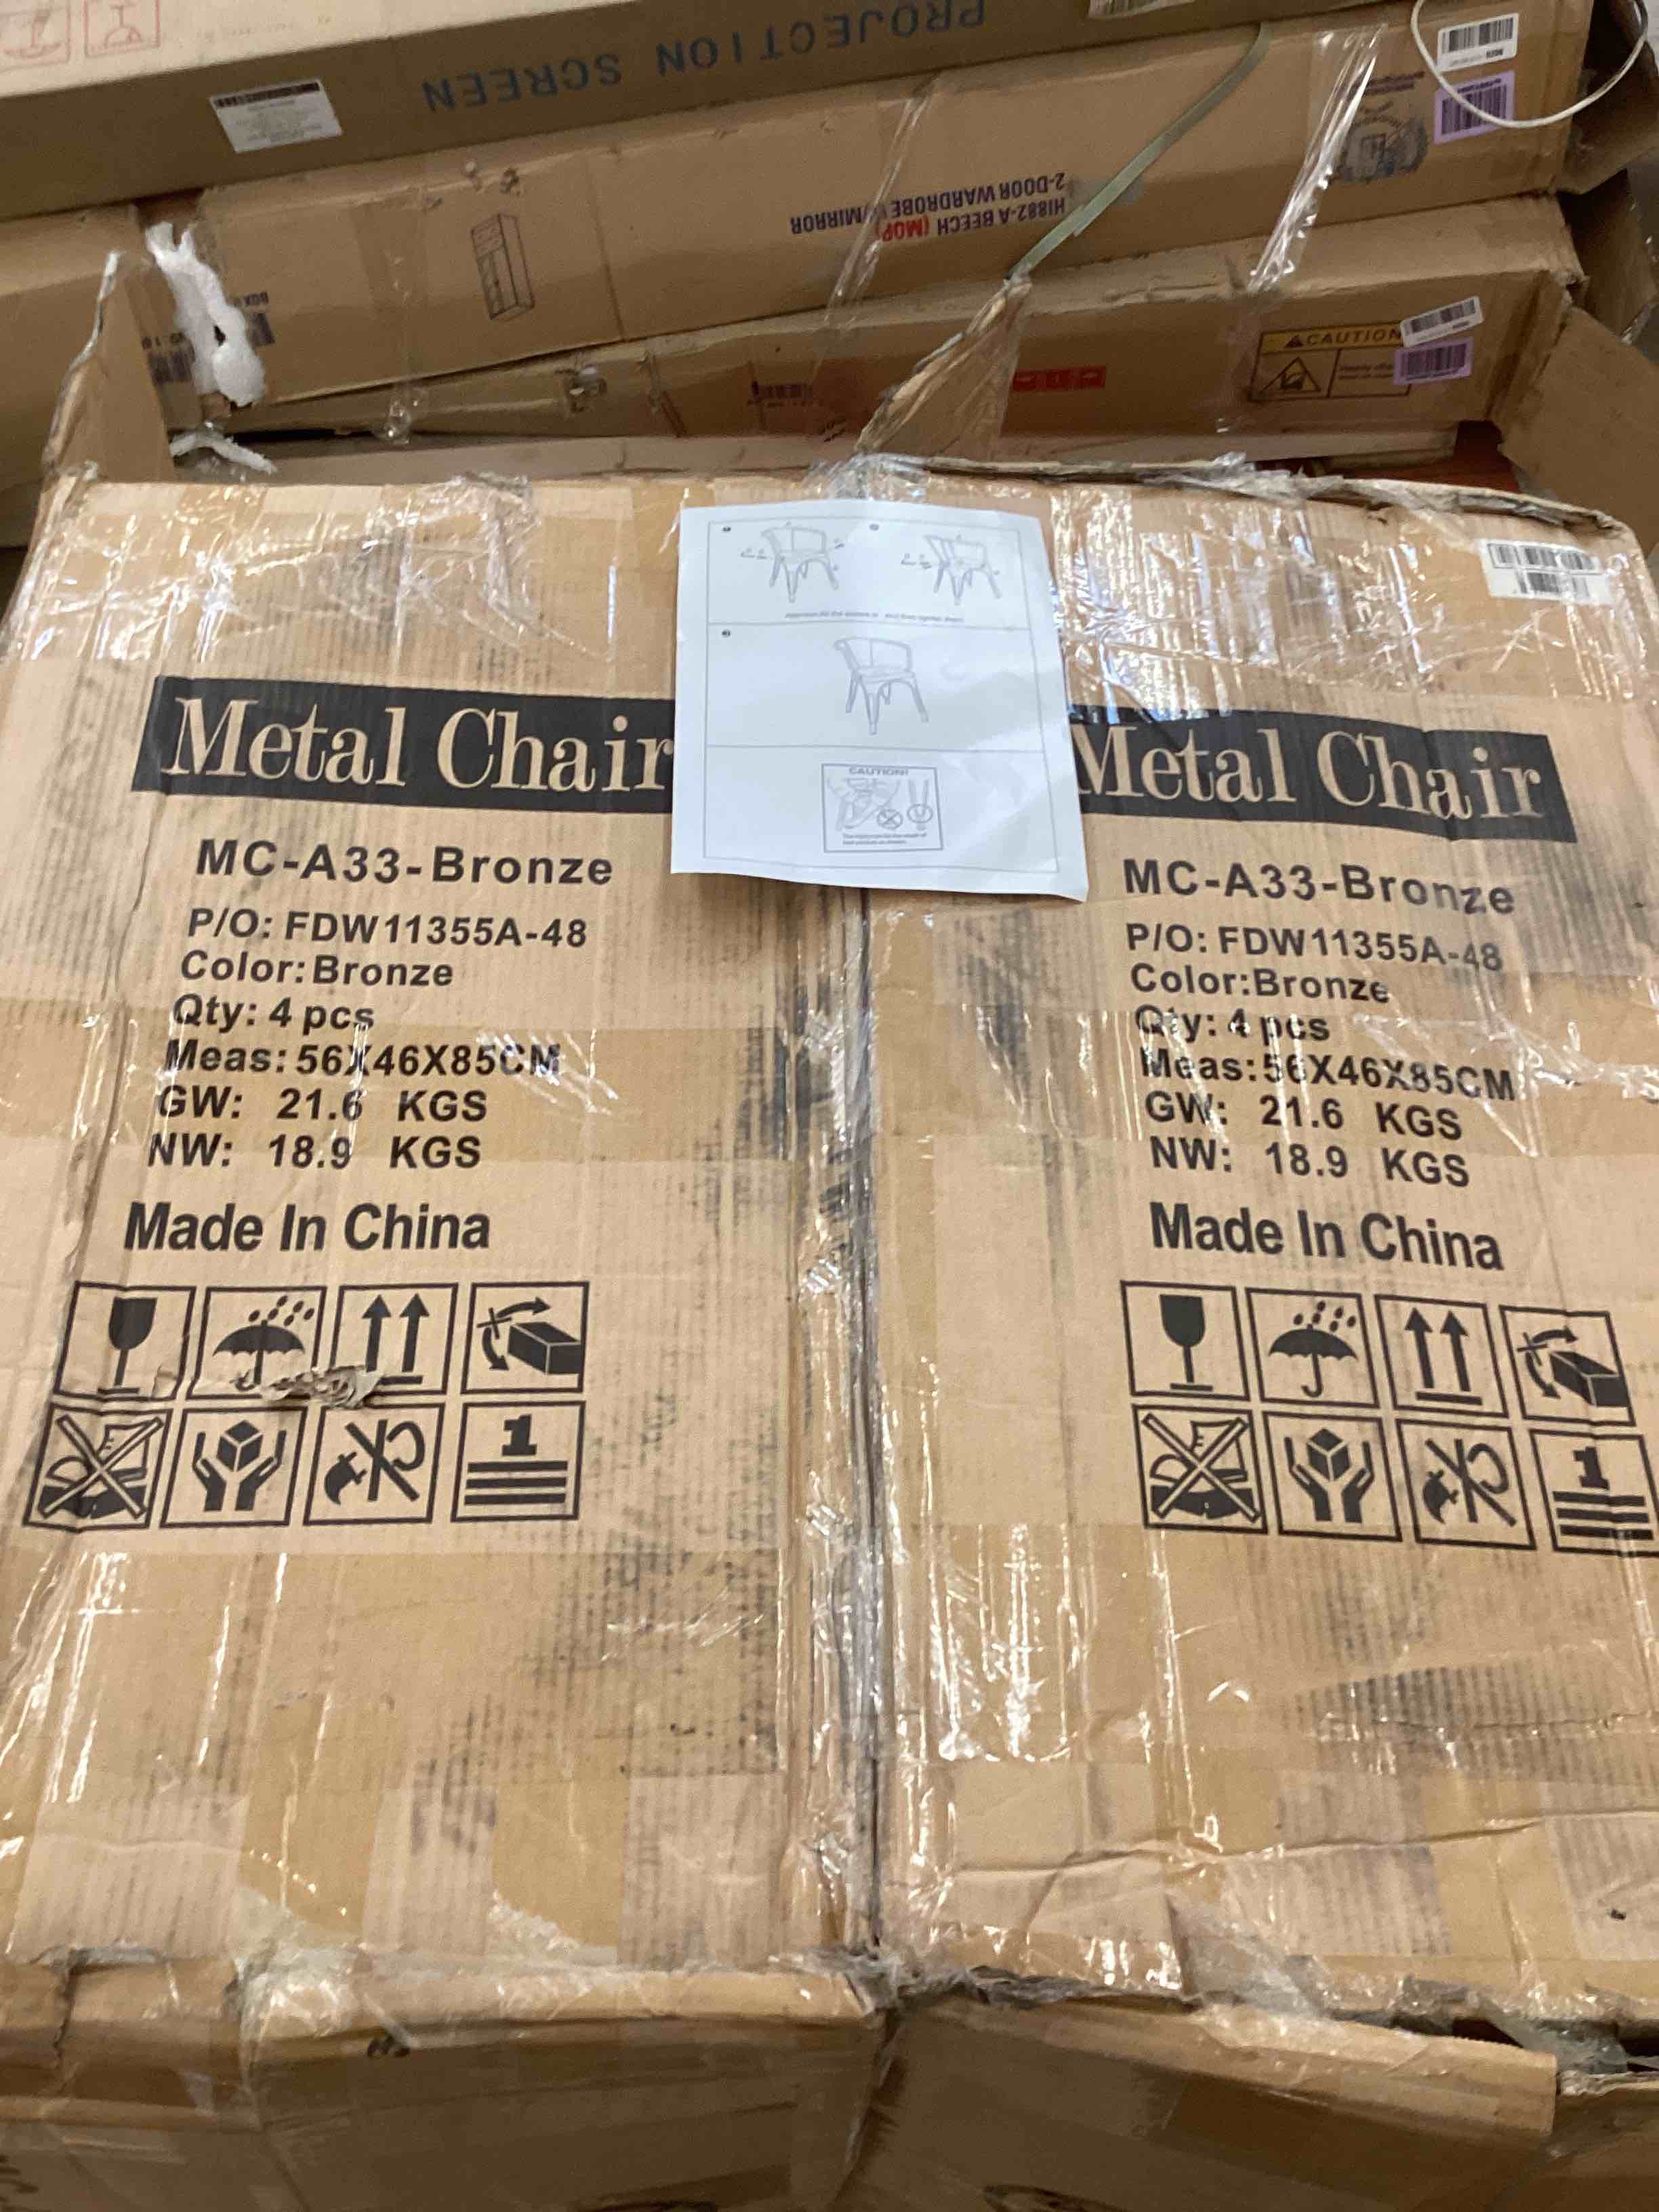 PROJECTION SCREEN
HI882-A BEECH (MOP)
2-DOOR WARDROBE W/MIRROR
CAUTION
CAUTION!
Metal Chair
MC-A33-Bronze
P/O: FDW11355A-48
Color:Bronze
Qty: 4 pcs
Meas: 56X46X85CM
GW: 21.6 KGS
NW: 18.9 KGS
Made In China
1
Metal Chair
MC-A33-Bronze
P/O: FDW11355A-48
Color:Bronze
Qty: 4 pcs
Meas:56X46X85CM
GW: 21.6 KGS
NW: 18.9 KGS
Made In China
1